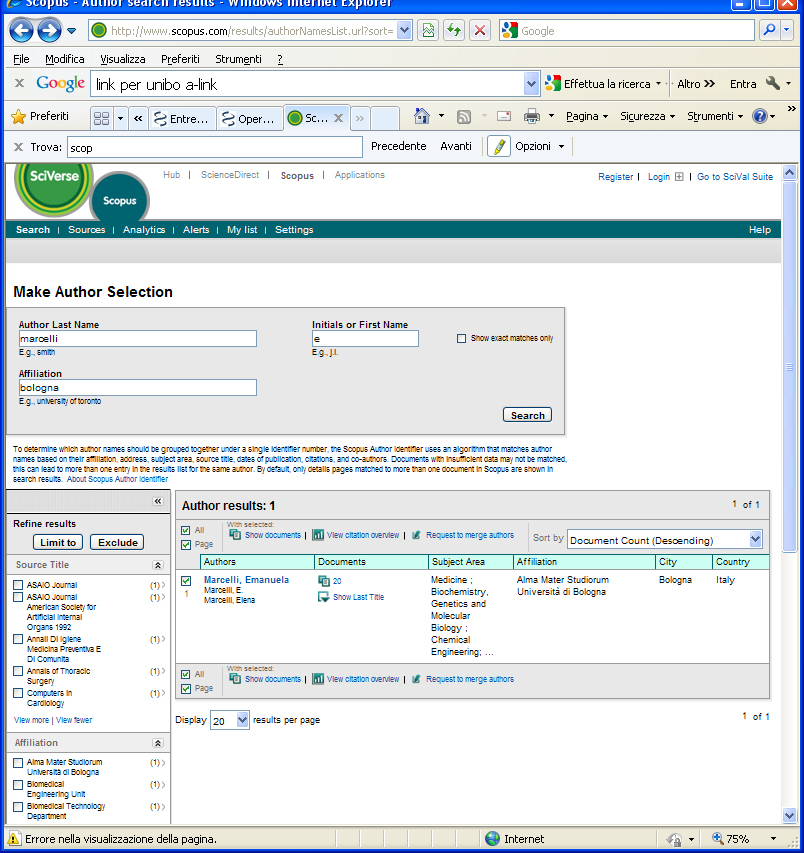 Scopus - Author search results - Windows Internet Explorer
http://www.scopus.com/results/authorNamesList.url?sort=
Google
File Modifica Visualizza Preferiti Strumenti ?
Google link per unibo a-link Effettua la ricerca Altro Entra
Preferiti Entre... Oper... Sc... Pagina Sicurezza Strumenti
Trova: scop Precedente Avanti Opzioni
SciVerse Scopus
Hub | ScienceDirect | Scopus | Applications
Register | Login | Go to SciVal Suite
Search | Sources | Analytics | Alerts | My list | Settings Help
Make Author Selection
Author Last Name Initials or First Name
marcelli e Show exact matches only
E.g., smith E.g., j.l.
Affiliation
bologna
E.g., university of toronto
Search
To determine which author names should be grouped together under a single identifier number, the Scopus Author Identifier uses an algorithm that matches author
names based on their affiliation, address, subject area, source title, dates of publication, citations, and co-authors. Documents with insufficient data may not be matched,
this can lead to more than one entry in the results list for the same author. By default, only details pages matched to more than one document in Scopus are shown in
search results. About Scopus Author Identifier
Refine results
Limit to Exclude
Source Title
ASAIO Journal (1)
ASAIO Journal (1)
American Society for
Artificial Internal
Organs 1992
Annali Di Igiene (1)
Medicina Preventiva E
Di Comunita
Annals of Thoracic (1)
Surgery
Computers in (1)
Cardiology
View more | View fewer
Affiliation
Alma Mater Studiorum (1)
Università di Bologna
Biomedical (1)
Engineering Unit
Biomedical Technology (1)
Department
Author results: 1 1 of 1
All With selected:
Page Show documents | View citation overview | Request to merge authors Sort by Document Count (Descending)
Authors Documents Subject Area Affiliation City Country
1 Marcelli, Emanuela 20 Medicine ; Alma Mater Studiorum Bologna Italy
Marcelli, E. Biochemistry, Università di Bologna
Marcelli, Elena Show Last Title Genetics and
Molecular
Biology ;
Chemical
Engineering; ...
All With selected:
Page Show documents | View citation overview | Request to merge authors
Display 20 results per page 1 of 1
Errore nella visualizzazione della pagina. Internet 75%